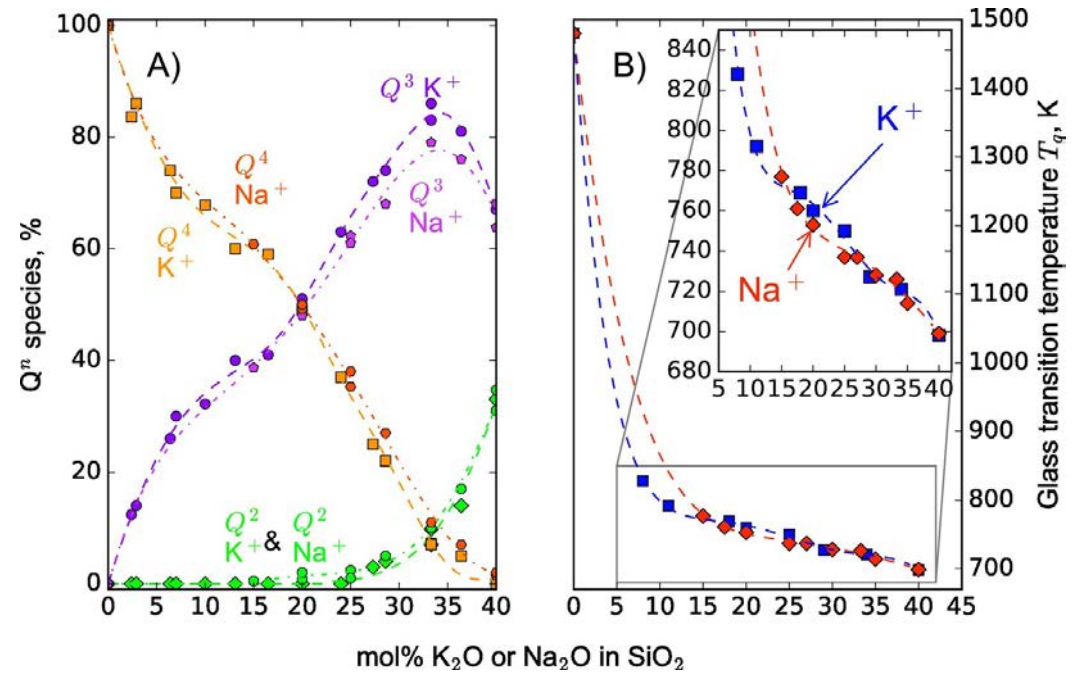 A)
Q³ K⁺
Q⁴
Na⁺
Q³
Na⁺
Q⁴
K⁺
Q² Q²
K⁺ & Na⁺
100
80
60
40
20
0
0 5 10 15 20 25 30 35 40
Qⁿ species, %
B)
K⁺
Na⁺
840
820
800
780
760
740
720
700
680
5 10 15 20 25 30 35 40
1500
1400
1300
1200
1100
1000
900
800
700
0 5 10 15 20 25 30 35 40 45
Glass transition temperature T_g, K
mol% K₂O or Na₂O in SiO₂